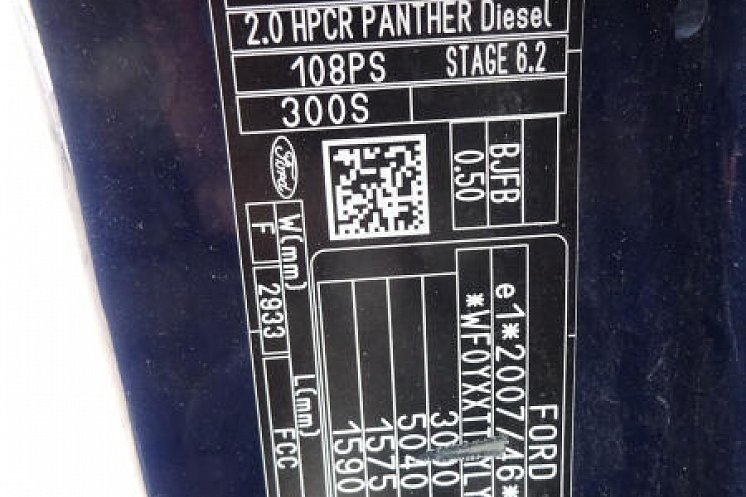 2.0 HPCR PANTHER Diesel
108PS STAGE 6.2
300S
Ford
BJFB
0.50
FORD
e1*2007/46*
5040
1575
1590
W(mm) L(mm)
F 2933 FCC